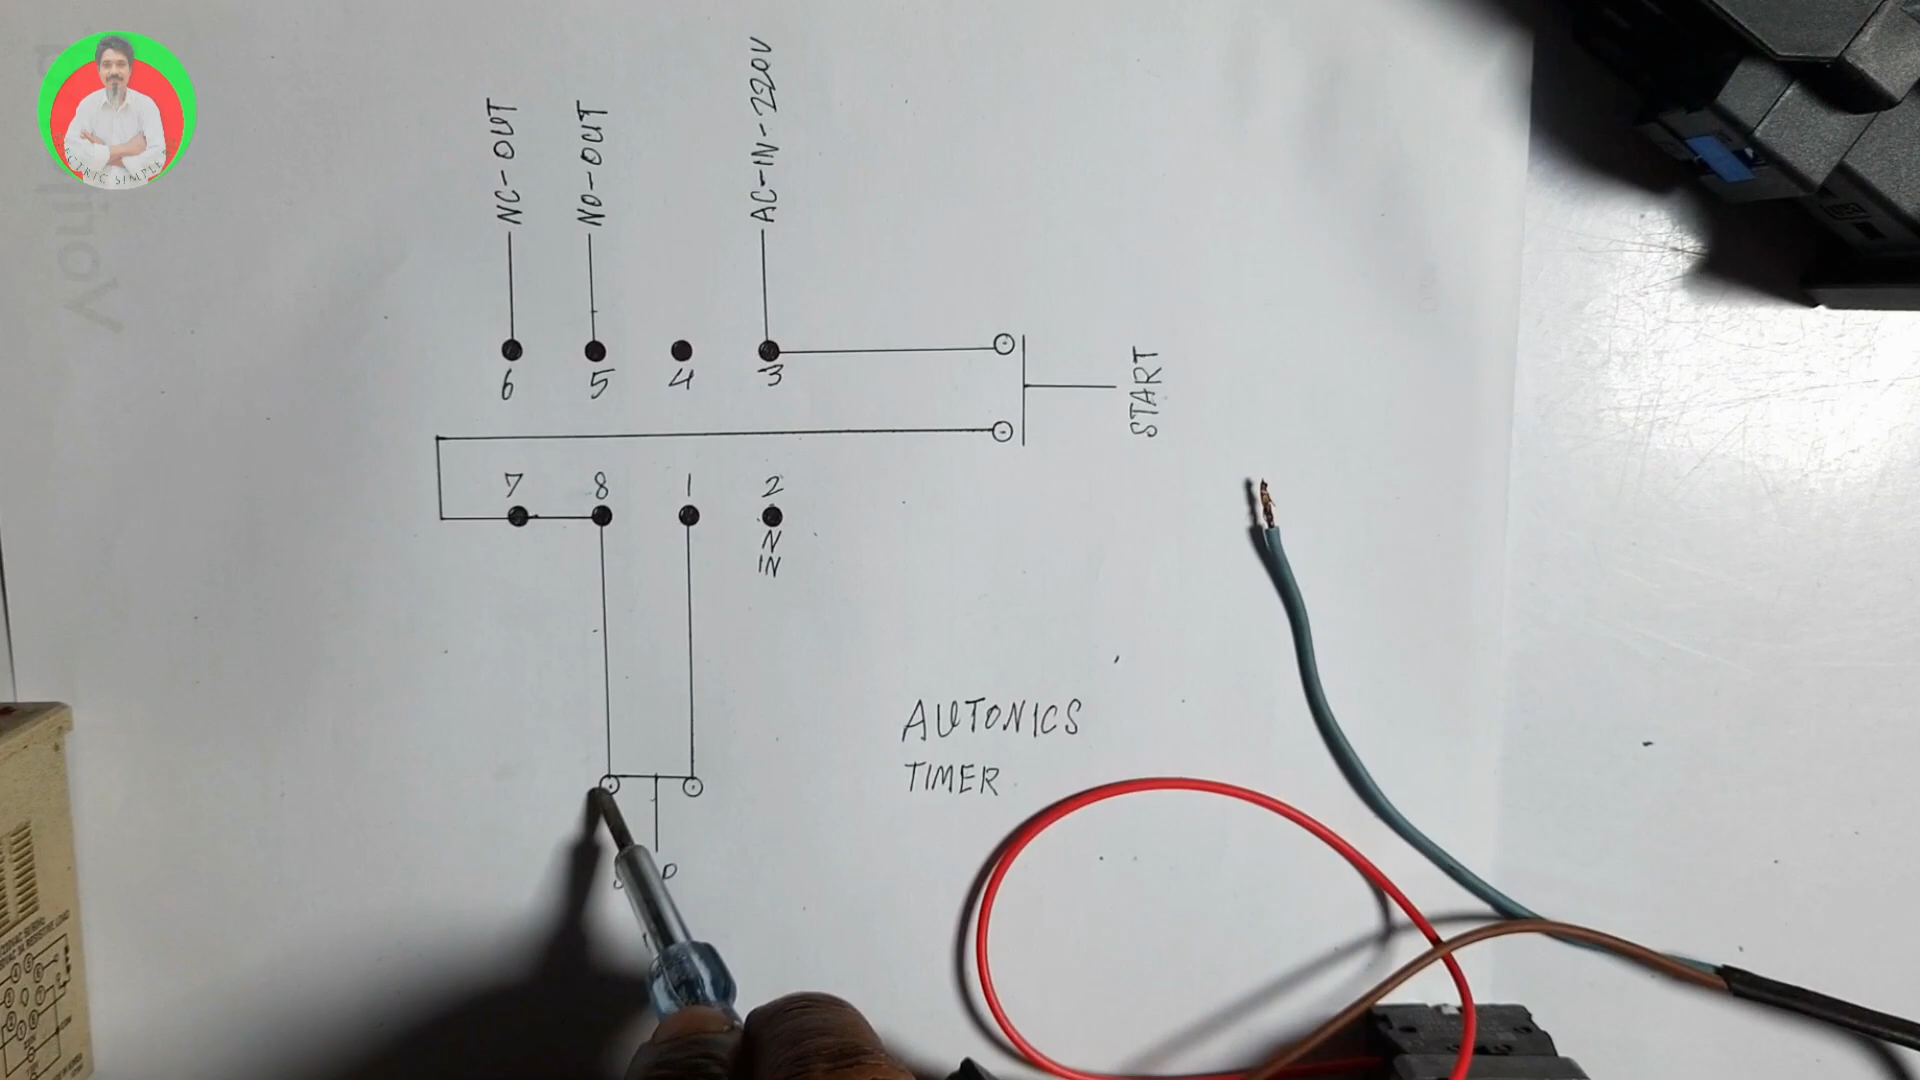 NC-OUT
NO-OUT
AC-IN-220V
6
5
4
3
START
7
8
1
2
N
IN
AUTONICS
TIMER